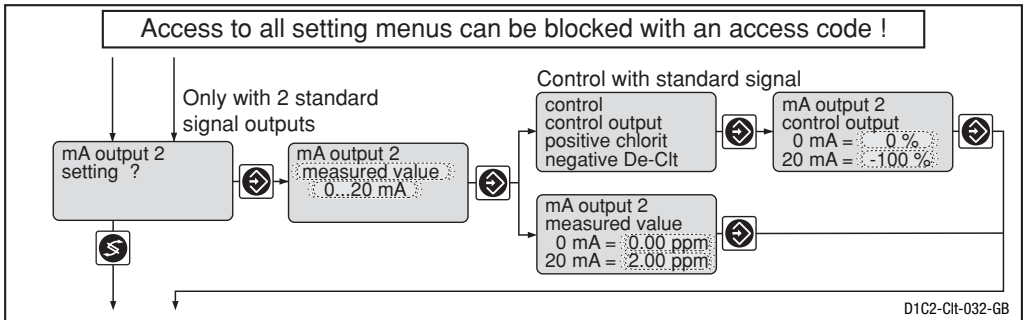 Access to all setting menus can be blocked with an access code !
Only with 2 standard
signal outputs
mA output 2
setting ?
mA output 2
measured value
0...20 mA
Control with standard signal
control
control output
positive chlorit
negative De-Clt
mA output 2
control output
0 mA = 0 %
20 mA = -100 %
mA output 2
measured value
0 mA = 0.00 ppm
20 mA = 2.00 ppm
D1C2-Clt-032-GB